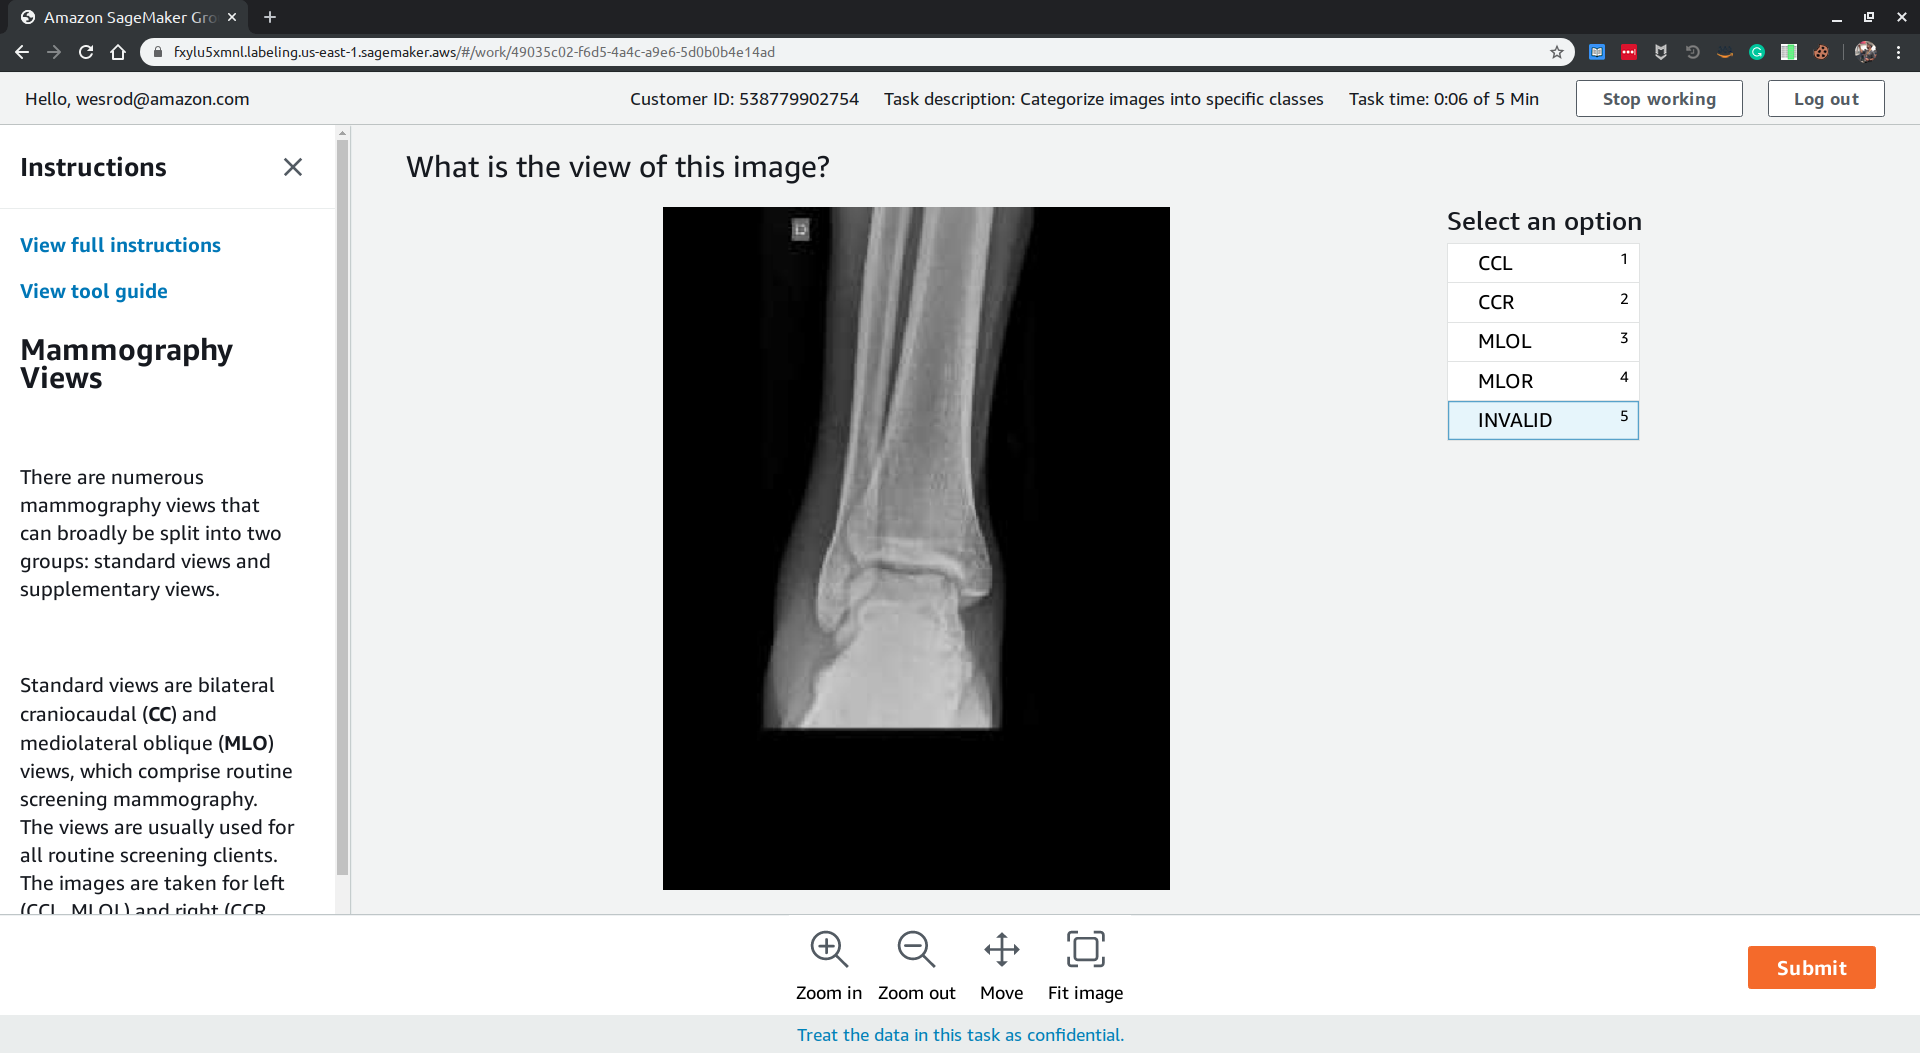 Amazon SageMaker Gro
fxylu5xmnl.labeling.us-east-1.sagemaker.aws/#/work/49035c02-f6d5-4a4c-a9e6-5d0b0b4e14ad
Hello, wesrod@amazon.com
Customer ID: 538779902754
Task description: Categorize images into specific classes
Task time: 0:06 of 5 Min
Stop working
Log out
Instructions
View full instructions
View tool guide
Mammography
Views
There are numerous
mammography views that
can broadly be split into two
groups: standard views and
supplementary views.
Standard views are bilateral
craniocaudal (CC) and
mediolateral oblique (MLO)
views, which comprise routine
screening mammography.
The views are usually used for
all routine screening clients.
The images are taken for left
(CCL, MLOL) and right (CCR,
What is the view of this image?
D
Select an option
CCL 1
CCR 2
MLOL 3
MLOR 4
INVALID 5
Zoom in
Zoom out
Move
Fit image
Submit
Treat the data in this task as confidential.